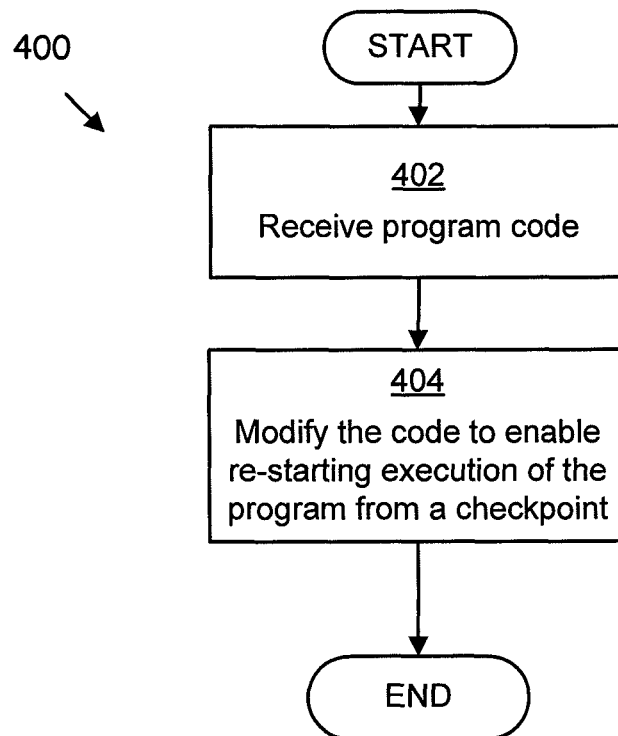 400
START
402
Receive program code
404
Modify the code to enable
re-starting execution of the
program from a checkpoint
END